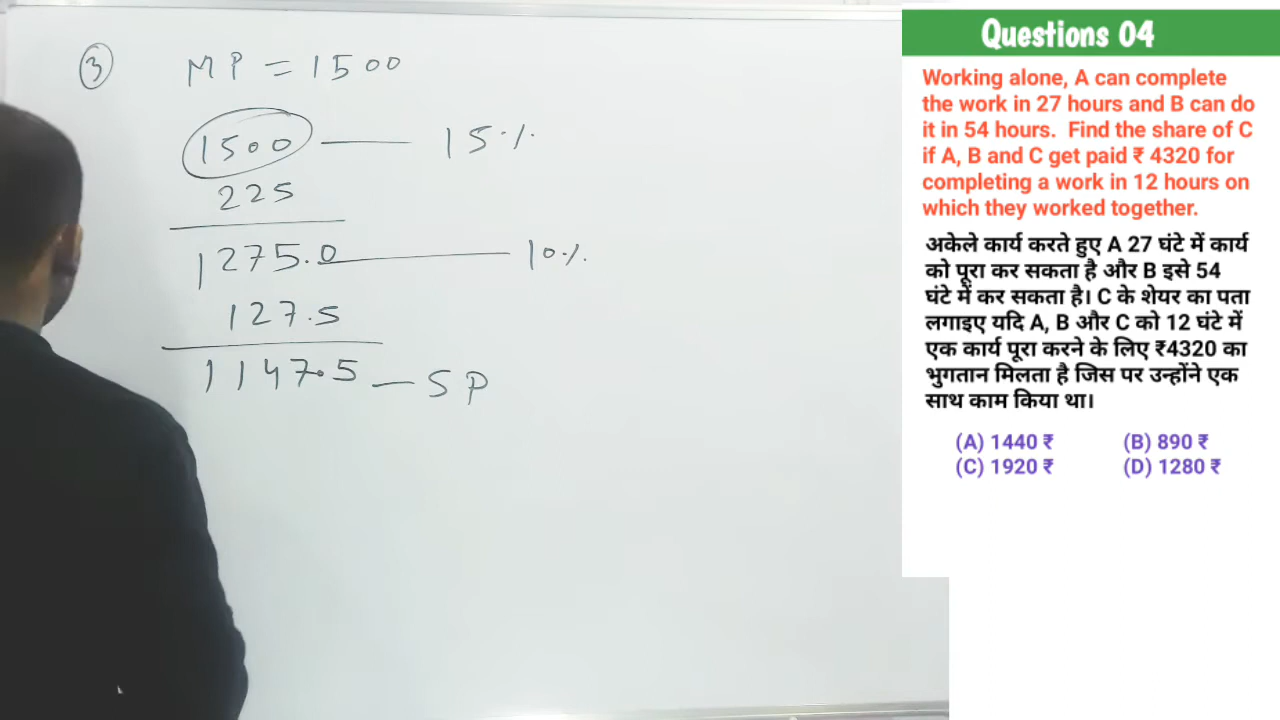 ③ MP = 1500
1500 — 15%
225
1275.0 — 10%
127.5
1147.5 — SP
Questions 04
Working alone, A can complete
the work in 27 hours and B can do
it in 54 hours. Find the share of C
if A, B and C get paid ₹ 4320 for
completing a work in 12 hours on
which they worked together.
अकेले कार्य करते हुए A 27 घंटे में कार्य
को पूरा कर सकता है और B इसे 54
घंटे में कर सकता है। C के शेयर का पता
लगाइए यदि A, B और C को 12 घंटे में
एक कार्य पूरा करने के लिए ₹4320 का
भुगतान मिलता है जिस पर उन्होंने एक
साथ काम किया था।
(A) 1440 ₹ (B) 890 ₹
(C) 1920 ₹ (D) 1280 ₹